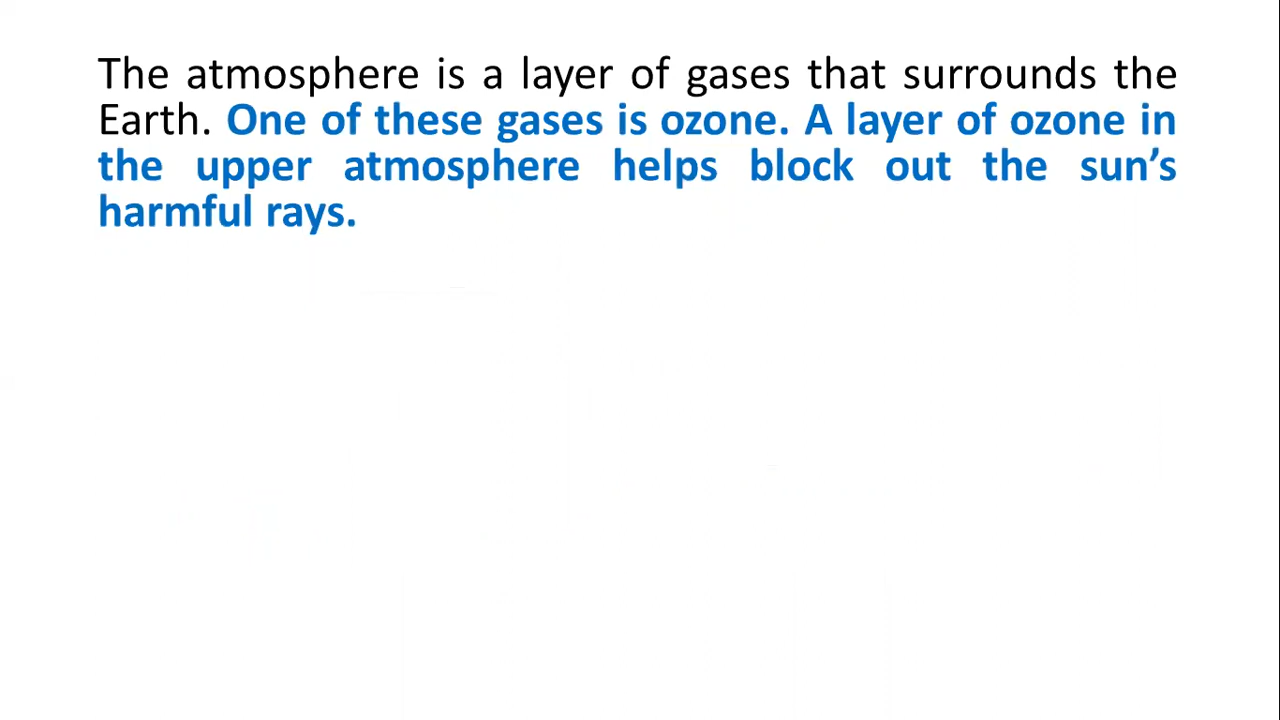 The atmosphere is a layer of gases that surrounds the
Earth. One of these gases is ozone. A layer of ozone in
the upper atmosphere helps block out the sun’s
harmful rays.